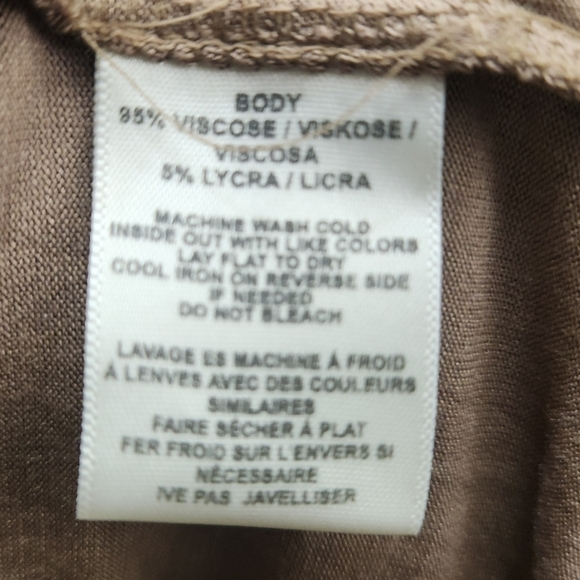 BODY
95% VISCOSE / VISKOSE /
VISCOSA
5% LYCRA / LICRA
MACHINE WASH COLD
INSIDE OUT WITH LIKE COLORS
LAY FLAT TO DRY
COOL IRON ON REVERSE SIDE
IF NEEDED
DO NOT BLEACH
LAVAGE ES MACHINE À FROID
À LENVES AVEC DES COULEURS
SIMILAIRES
FAIRE SÉCHER À PLAT
FER FROID SUR L'ENVERS SI
NÉCESSAIRE
IVE PAS JAVELLISER